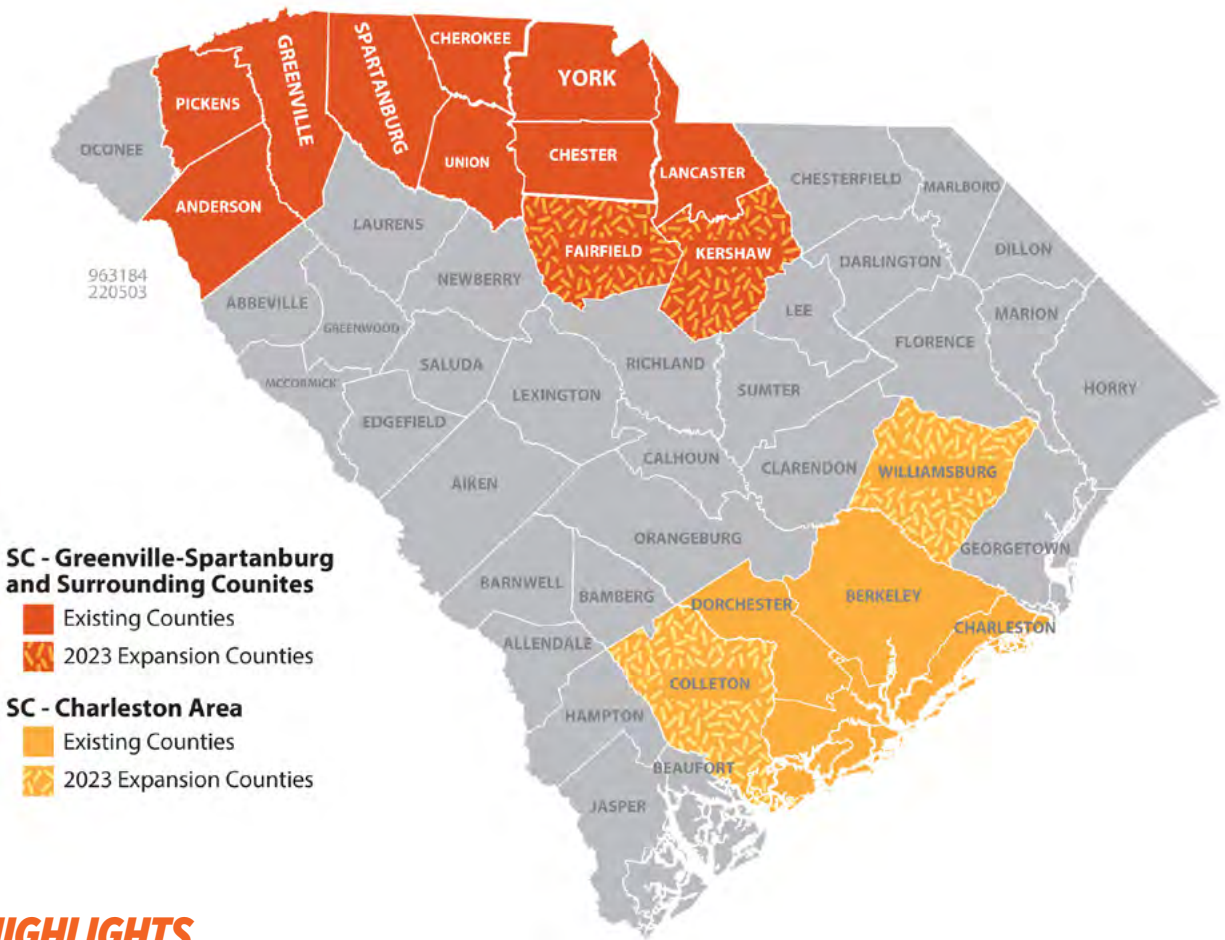 CHEROKEE
GREENVILLE
SPARTANBURG
YORK
PICKENS
OCONEE
UNION
CHESTER
LANCASTER
CHESTERFIELD
MARLBORO
ANDERSON
LAURENS
FAIRFIELD
KERSHAW
DILLON
963184
220503
NEWBERRY
DARLINGTON
ABBEVILLE
GREENWOOD
LEE
MARION
SALUDA
RICHLAND
FLORENCE
MCCORMICK
LEXINGTON
SUMTER
HORRY
EDGEFIELD
CALHOUN
CLARENDON
WILLIAMSBURG
AIKEN
ORANGEBURG
GEORGETOWN
SC - Greenville-Spartanburg
and Surrounding Counites
Existing Counties
2023 Expansion Counties
BARNWELL
BAMBERG
DORCHESTER
BERKELEY
CHARLESTON
ALLENDALE
COLLETON
SC - Charleston Area
Existing Counties
2023 Expansion Counties
HAMPTON
BEAUFORT
JASPER
HIGHLIGHTS